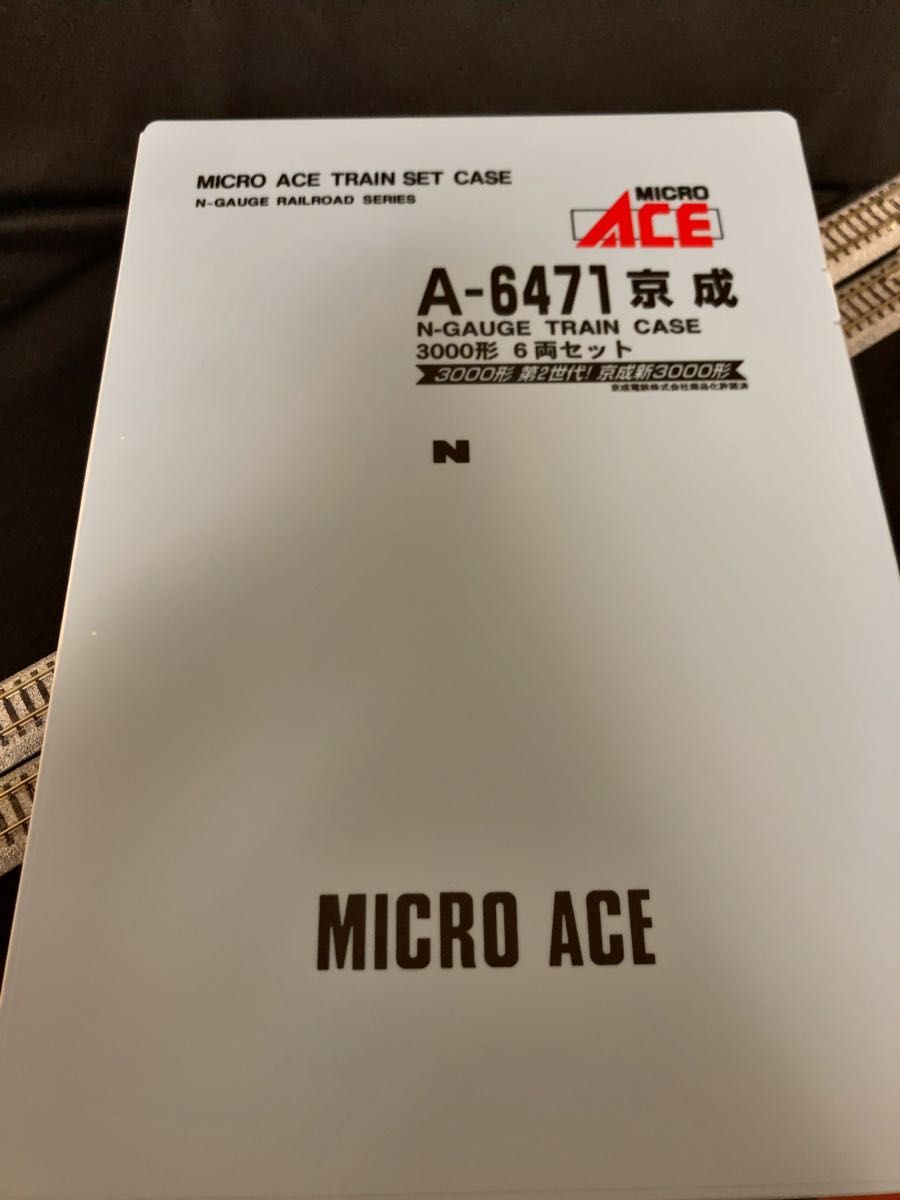 MICRO ACE TRAIN SET CASE
N-GAUGE RAILROAD SERIES
MICRO
ACE
A-6471 京成
N-GAUGE TRAIN CASE
3000形 6両セット
3000形 第2世代! 京成新3000形
京成電鉄株式会社商品化許諾済
N
MICRO ACE